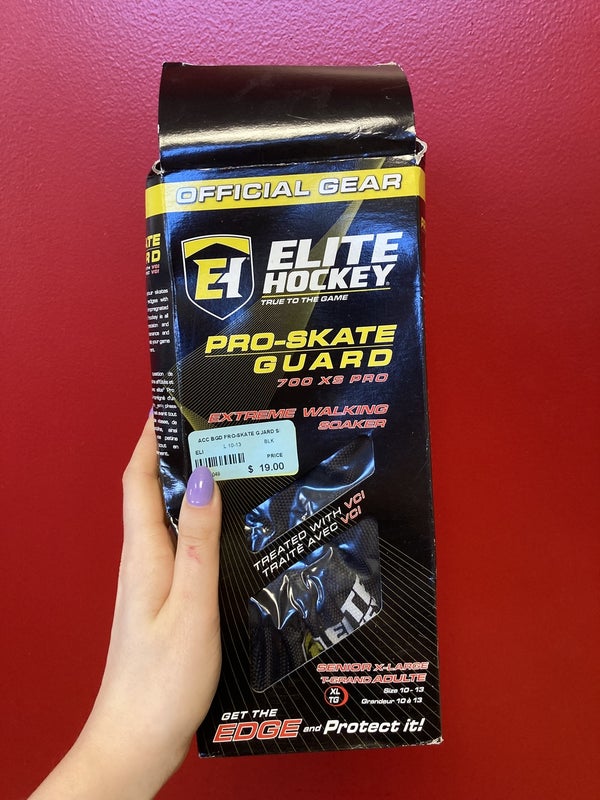 OFFICIAL GEAR
EH
ELITE
HOCKEY
TRUE TO THE GAME
PRO-SKATE
GUARD
700 XS PRO
EXTREME WALKING
SOAKER
ACC BGD PRO-SKATE GUARD S
ELI L 10-13 BLK
PRICE
$ 19.00
TREATED WITH VCI
TRAITÉ AVEC VCI
SENIOR X-LARGE
T-GRAND ADULTE
XL
TG
Size 10 - 13
Grandeur 10 à 13
GET THE
EDGE and Protect it!